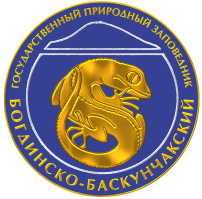 ГОСУДАРСТВЕННЫЙ ПРИРОДНЫЙ ЗАПОВЕДНИК
БОГДИНСКО-БАСКУНЧАКСКИЙ